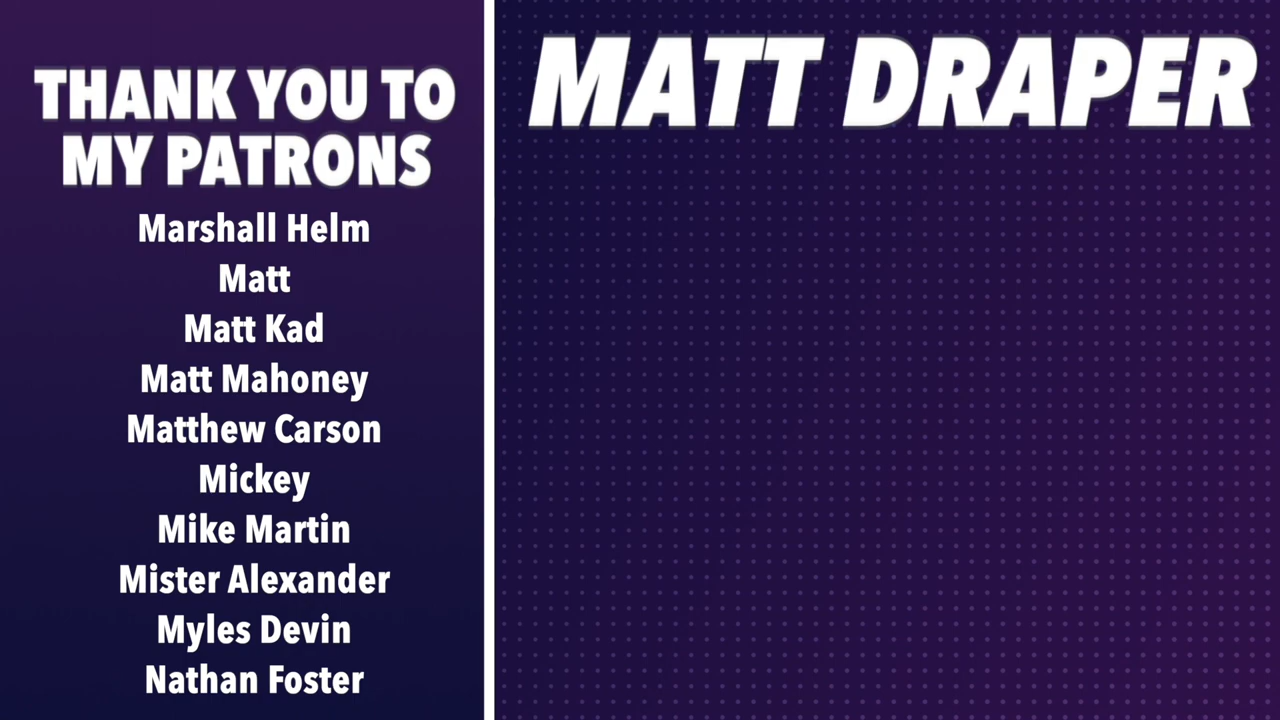 THANK YOU TO
MY PATRONS
Marshall Helm
Matt
Matt Kad
Matt Mahoney
Matthew Carson
Mickey
Mike Martin
Mister Alexander
Myles Devin
Nathan Foster
MATT DRAPER